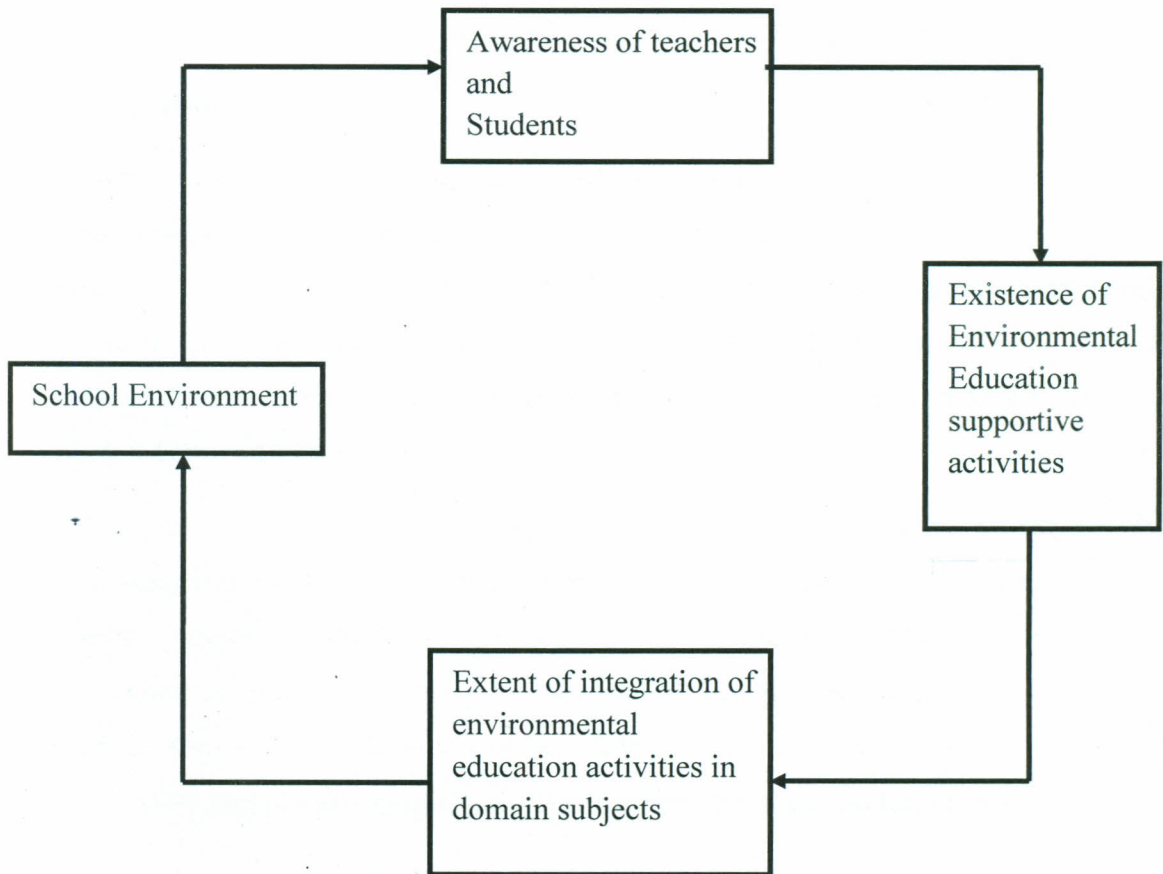 Awareness of teachers
and
Students
Existence of
Environmental
Education
supportive
activities
School Environment
Extent of integration of
environmental
education activities in
domain subjects